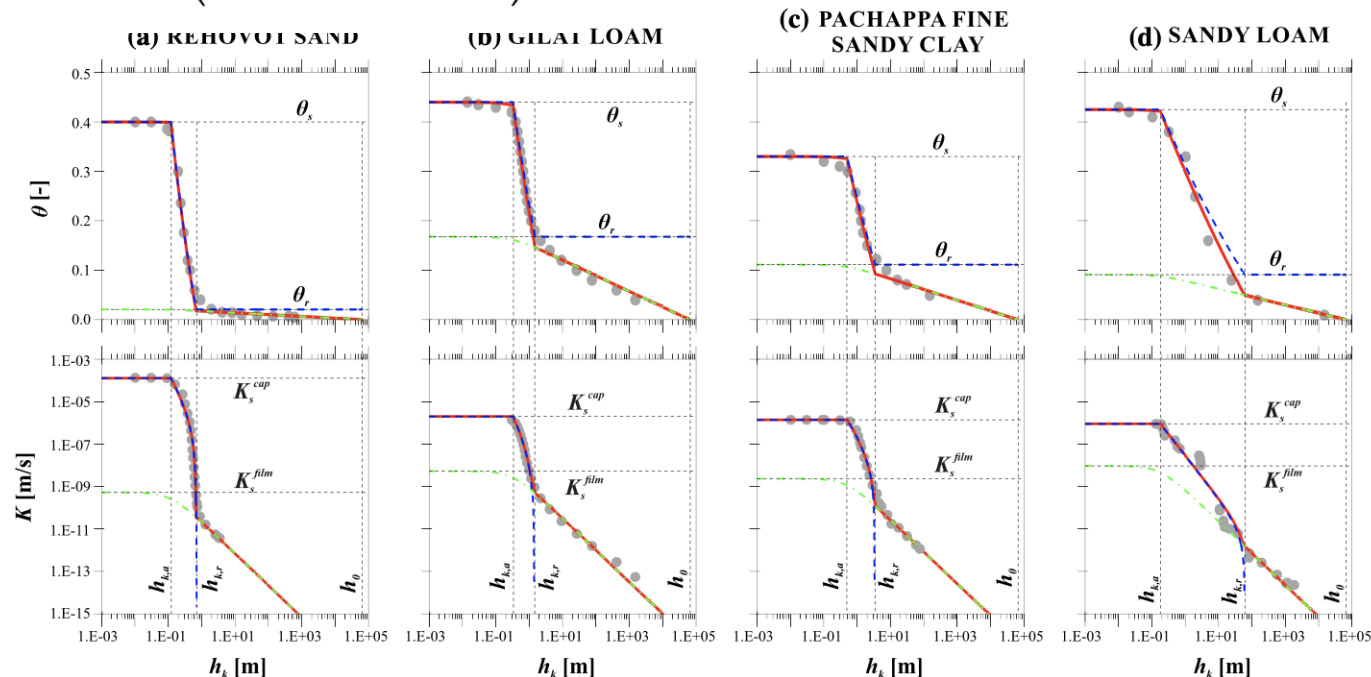 (a) REHOVOT SAND
(b) GILAT LOAM
(c) PACHAPPA FINE
SANDY CLAY
(d) SANDY LOAM
0.5
0.4
0.3
0.2
0.1
0.0
θ [-]
θs
θr
θs
θr
θs
θr
θs
θr
1.E-03
1.E-05
1.E-07
1.E-09
1.E-11
1.E-13
1.E-15
K [m/s]
Ks cap
Ks film
hk,a
hk,r
h0
Ks cap
Ks film
hk,a
hk,r
h0
Ks cap
Ks film
hk,a
hk,r
h0
Ks cap
Ks film
hk,a
hk,r
h0
1.E-03 1.E-01 1.E+01 1.E+03 1.E+05
1.E-03 1.E-01 1.E+01 1.E+03 1.E+05
1.E-03 1.E-01 1.E+01 1.E+03 1.E+05
1.E-03 1.E-01 1.E+01 1.E+03 1.E+05
hk [m]
hk [m]
hk [m]
hk [m]